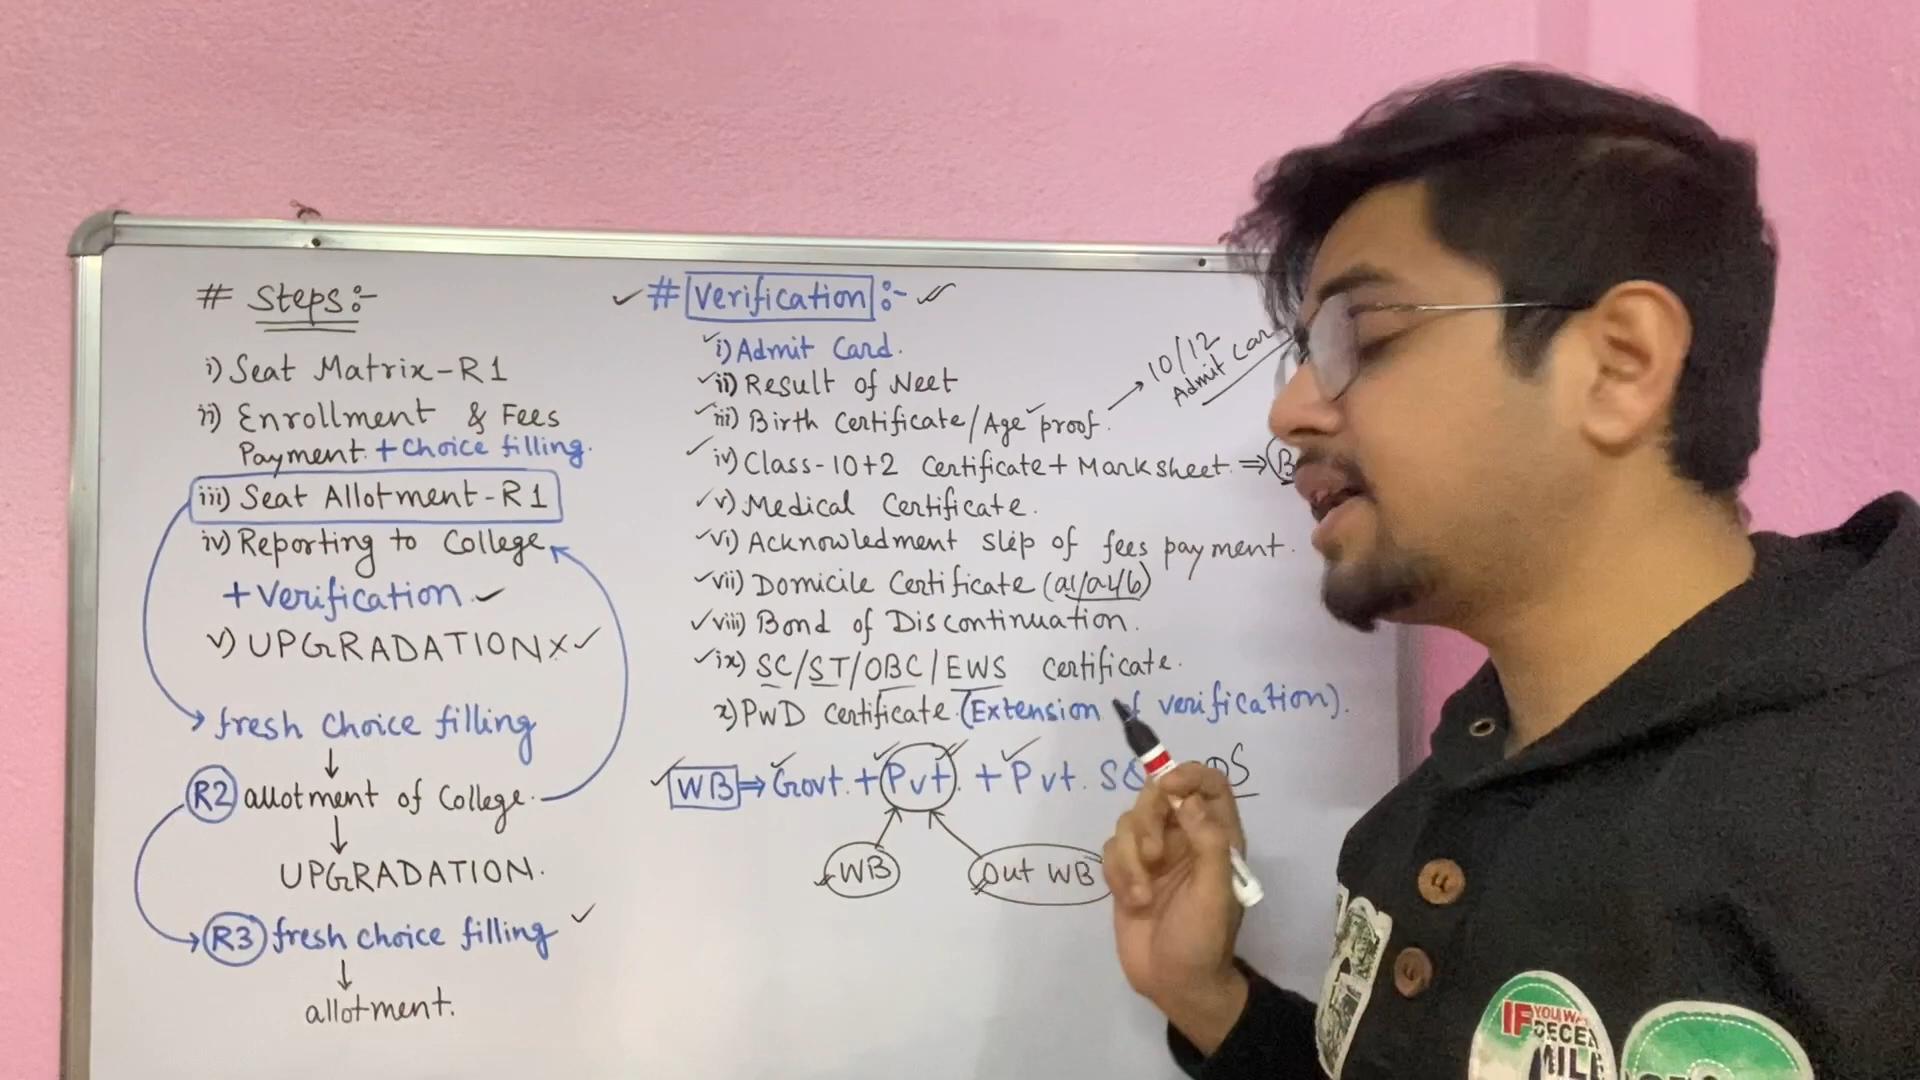 # Steps:-
i) Seat Matrix-R1
ii) Enrollment & Fees
Payment + Choice filling.
iii) Seat Allotment-R1
iv) Reporting to College
+ Verification
v) UPGRADATION
fresh choice filling
R2 allotment of College.
UPGRADATION.
R3 fresh choice filling
allotment.
# Verification :-
i) Admit Card.
ii) Result of Neet
iii) Birth Certificate/Age proof.
10/12
Admit Car
iv) Class-10+2 Certificate + Marksheet. ⇒ B
v) Medical Certificate.
vi) Acknowledment slip of fees payment.
vii) Domicile Certificate
viii) Bond of Discontinuation.
ix) SC/ST/OBC/EWS certificate.
x) PwD Certificate. (Extension verification).
WB ⇒ Govt. + Pvt. + Pvt.
WB
Out WB
IF
YOU